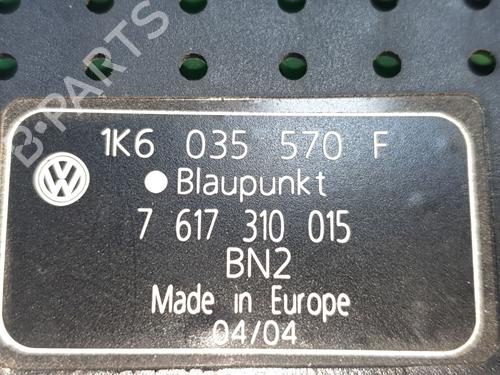 B-PARTS
1K6 035 570 F
Blaupunkt
7 617 310 015
BN2
Made in Europe
04/04